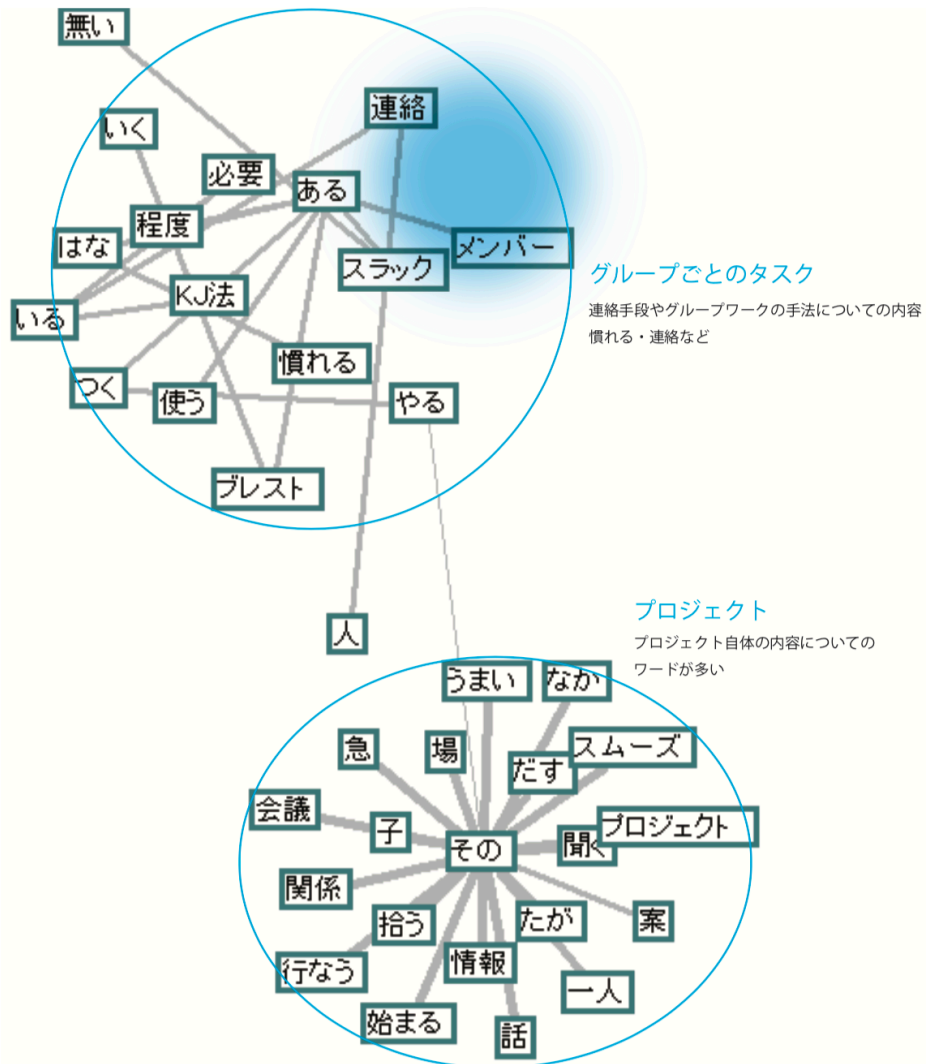 無い
連絡
いく
必要
ある
程度
はな
メンバー
スラック
グループごとのタスク
連絡手段やグループワークの手法についての内容
慣れる・連絡など
KJ法
いる
慣れる
つく
使う
やる
ブレスト
人
プロジェクト
プロジェクト自体の内容についての
ワードが多い
うまい
なか
急
場
スムーズ
だす
会議
子
プロジェクト
その
聞く
関係
拾う
たが
案
行なう
情報
一人
始まる
話